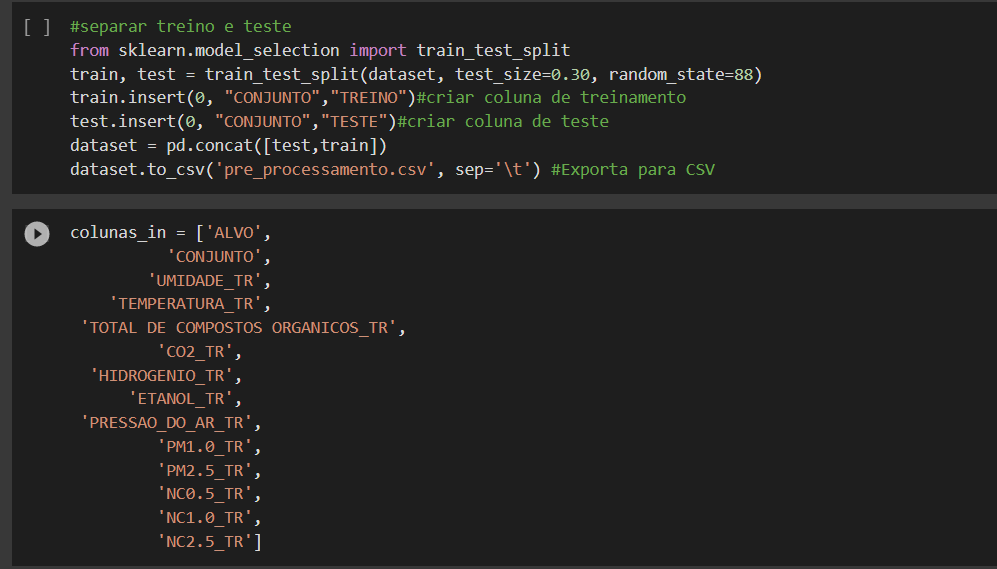 [ ] #separar treino e teste
from sklearn.model_selection import train_test_split
train, test = train_test_split(dataset, test_size=0.30, random_state=88)
train.insert(0, "CONJUNTO","TREINO")#criar coluna de treinamento
test.insert(0, "CONJUNTO","TESTE")#criar coluna de teste
dataset = pd.concat([test,train])
dataset.to_csv('pre_processamento.csv', sep='\t') #Exporta para CSV
colunas_in = ['ALVO',
'CONJUNTO',
'UMIDADE_TR',
'TEMPERATURA_TR',
'TOTAL DE COMPOSTOS ORGANICOS_TR',
'CO2_TR',
'HIDROGENIO_TR',
'ETANOL_TR',
'PRESSAO_DO_AR_TR',
'PM1.0_TR',
'PM2.5_TR',
'NC0.5_TR',
'NC1.0_TR',
'NC2.5_TR']